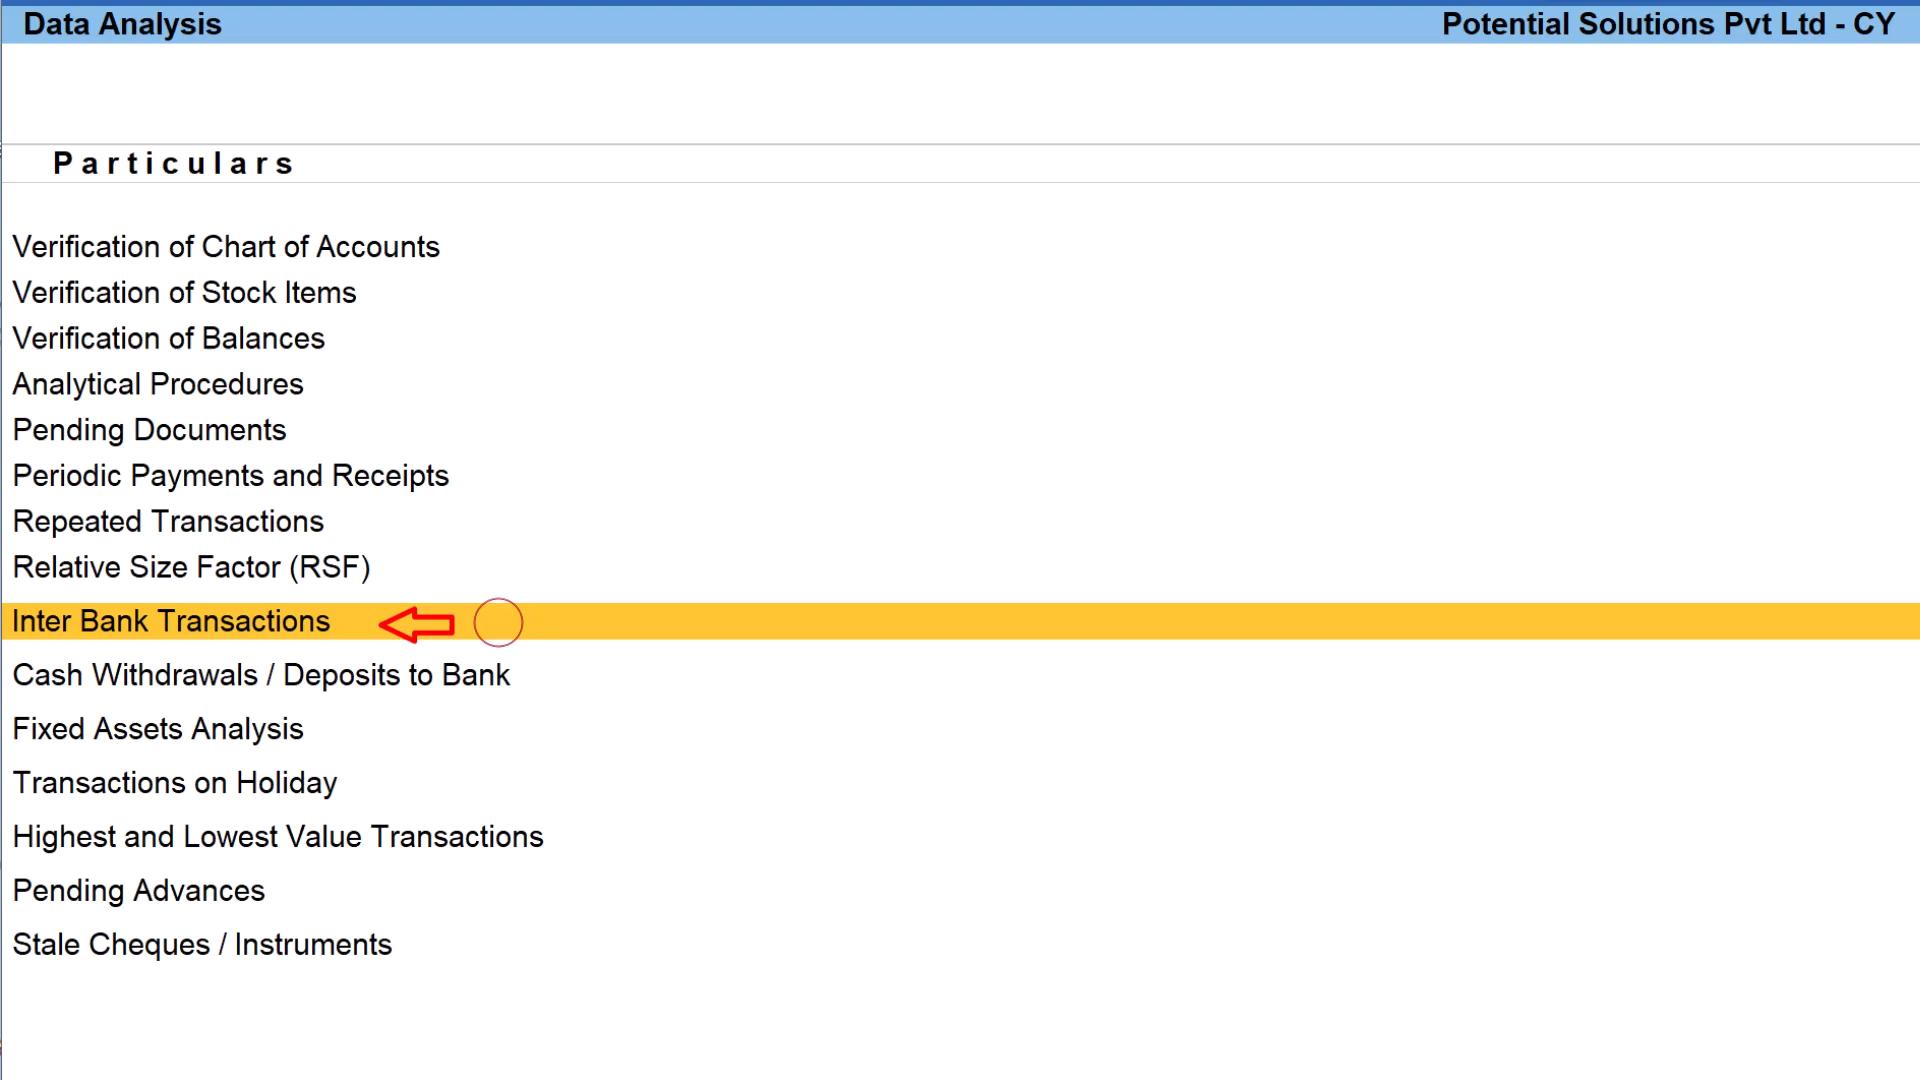 Data Analysis Potential Solutions Pvt Ltd - CY
Particulars
Verification of Chart of Accounts
Verification of Stock Items
Verification of Balances
Analytical Procedures
Pending Documents
Periodic Payments and Receipts
Repeated Transactions
Relative Size Factor (RSF)
Inter Bank Transactions
Cash Withdrawals / Deposits to Bank
Fixed Assets Analysis
Transactions on Holiday
Highest and Lowest Value Transactions
Pending Advances
Stale Cheques / Instruments